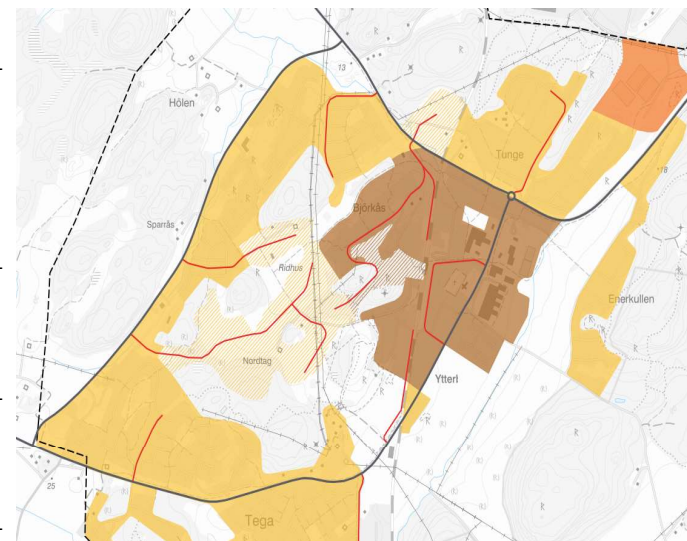 13
Hölen
Tunge
18
Björkås
Sparrås
Ridhus
Enerkullen
Nordtag
Ytterl
25
Tega